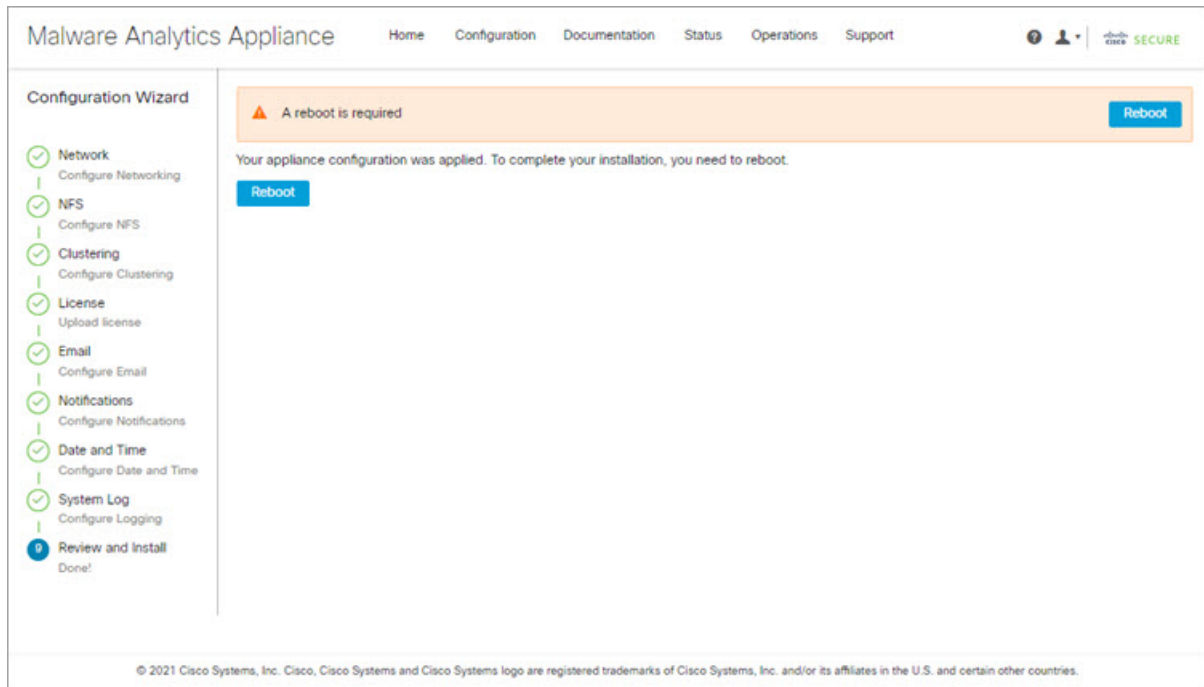 Malware Analytics Appliance
Home Configuration Documentation Status Operations Support
cisco SECURE
Configuration Wizard
A reboot is required
Reboot
Your appliance configuration was applied. To complete your installation, you need to reboot.
Reboot
Network
Configure Networking
NFS
Configure NFS
Clustering
Configure Clustering
License
Upload license
Email
Configure Email
Notifications
Configure Notifications
Date and Time
Configure Date and Time
System Log
Configure Logging
9 Review and Install
Done!
© 2021 Cisco Systems, Inc. Cisco, Cisco Systems and Cisco Systems logo are registered trademarks of Cisco Systems, Inc. and/or its affiliates in the U.S. and certain other countries.